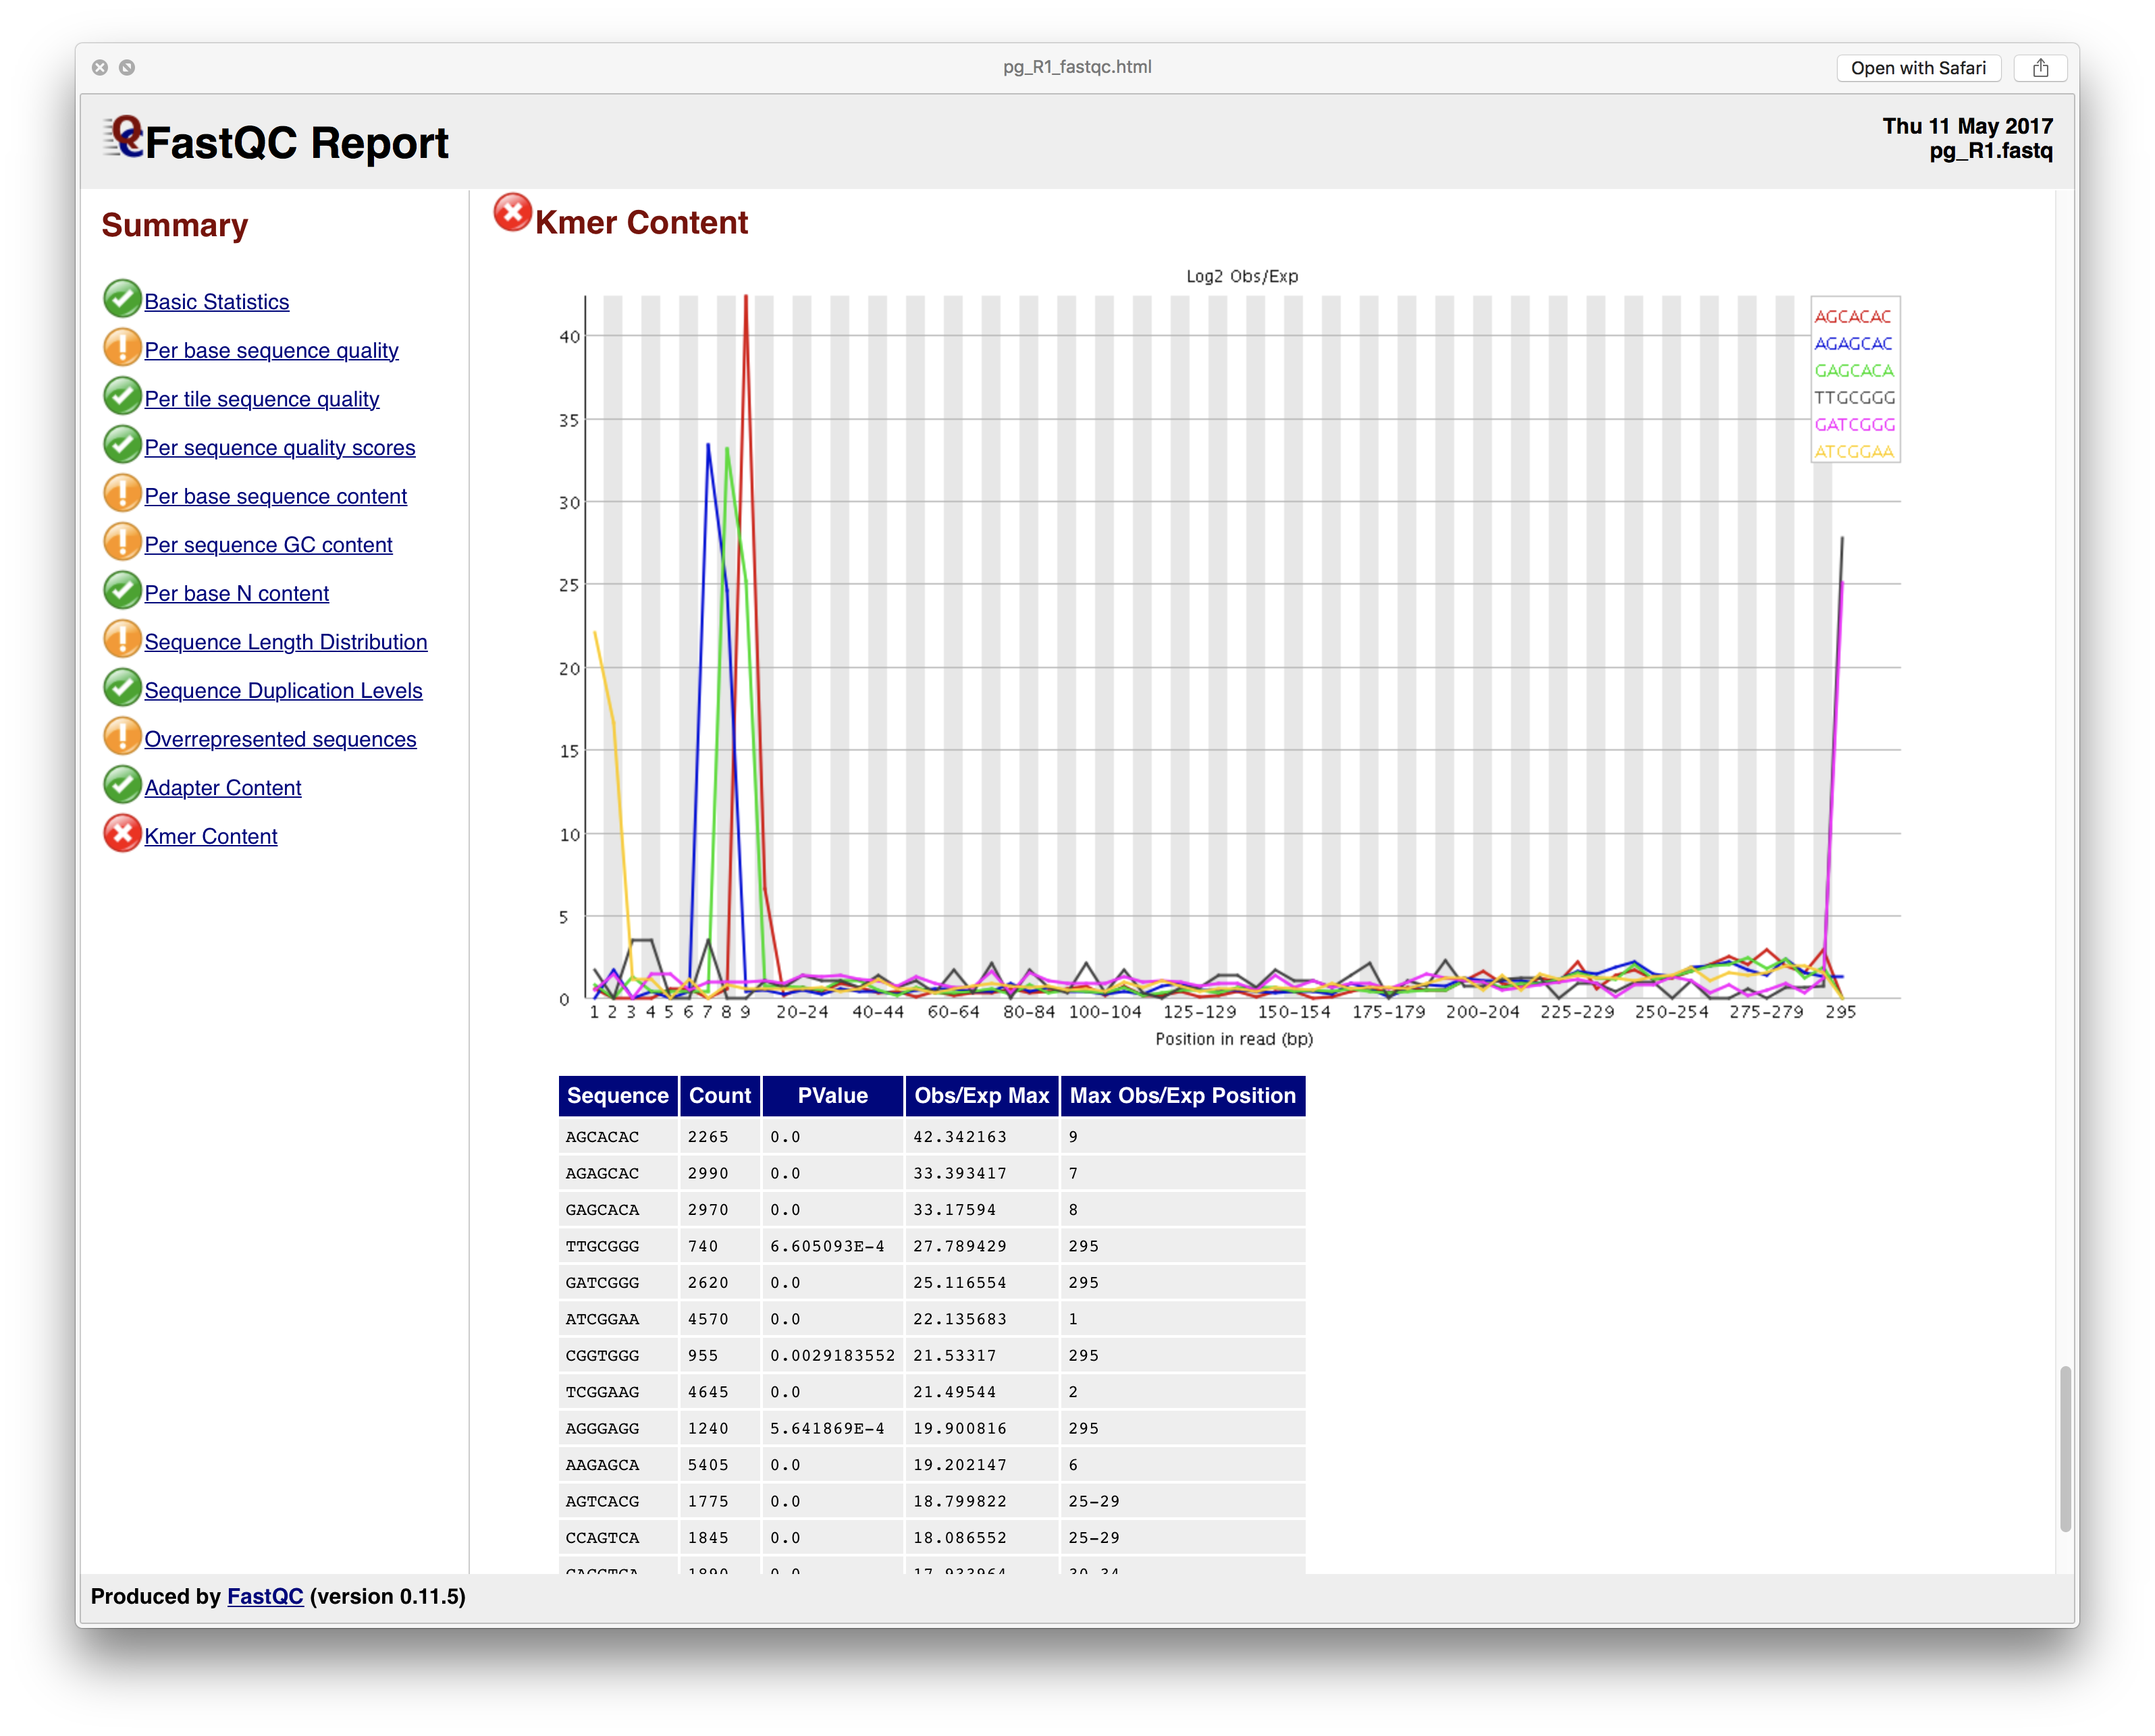 pg_R1_fastqc.html
Open with Safari
FastQC Report
Thu 11 May 2017
pg_R1.fastq
Summary
Basic Statistics
Per base sequence quality
Per tile sequence quality
Per sequence quality scores
Per base sequence content
Per sequence GC content
Per base N content
Sequence Length Distribution
Sequence Duplication Levels
Overrepresented sequences
Adapter Content
Kmer Content
Kmer Content
Log2 Obs/Exp
40
35
30
25
20
15
10
5
0
AGCACAC
AGAGCAC
GAGCACA
TTGCGGG
GATCGGG
ATCGGAA
1 2 3 4 5 6 7 8 9 20-24 40-44 60-64 80-84 100-104 125-129 150-154 175-179 200-204 225-229 250-254 275-279 295
Position in read (bp)
Sequence Count PValue Obs/Exp Max Max Obs/Exp Position
AGCACAC 2265 0.0 42.342163 9
AGAGCAC 2990 0.0 33.393417 7
GAGCACA 2970 0.0 33.17594 8
TTGCGGG 740 6.605093E-4 27.789429 295
GATCGGG 2620 0.0 25.116554 295
ATCGGAA 4570 0.0 22.135683 1
CGGTGGG 955 0.0029183552 21.53317 295
TCGGAAG 4645 0.0 21.49544 2
AGGGAGG 1240 5.641869E-4 19.900816 295
AAGAGCA 5405 0.0 19.202147 6
AGTCACG 1775 0.0 18.799822 25-29
CCAGTCA 1845 0.0 18.086552 25-29
Produced by FastQC (version 0.11.5)